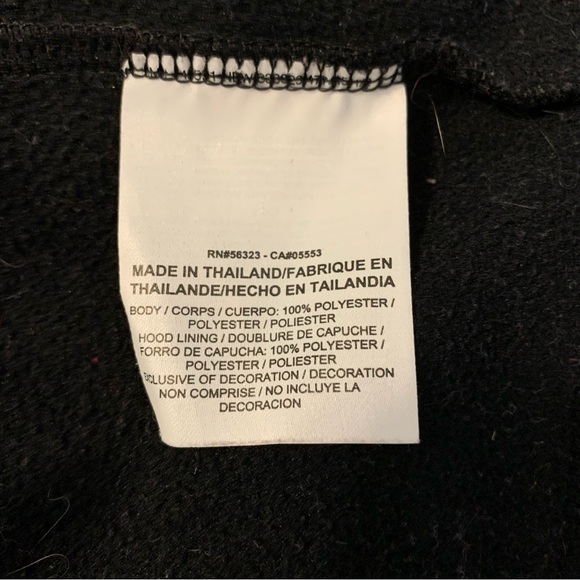 RN#56323 - CA#05553
MADE IN THAILAND/FABRIQUE EN
THAILANDE/HECHO EN TAILANDIA
BODY / CORPS / CUERPO: 100% POLYESTER /
POLYESTER / POLIESTER
HOOD LINING / DOUBLURE DE CAPUCHE /
FORRO DE CAPUCHA: 100% POLYESTER /
POLYESTER / POLIESTER
CLUSIVE OF DECORATION / DECORATION
NON COMPRISE / NO INCLUYE LA
DECORACION